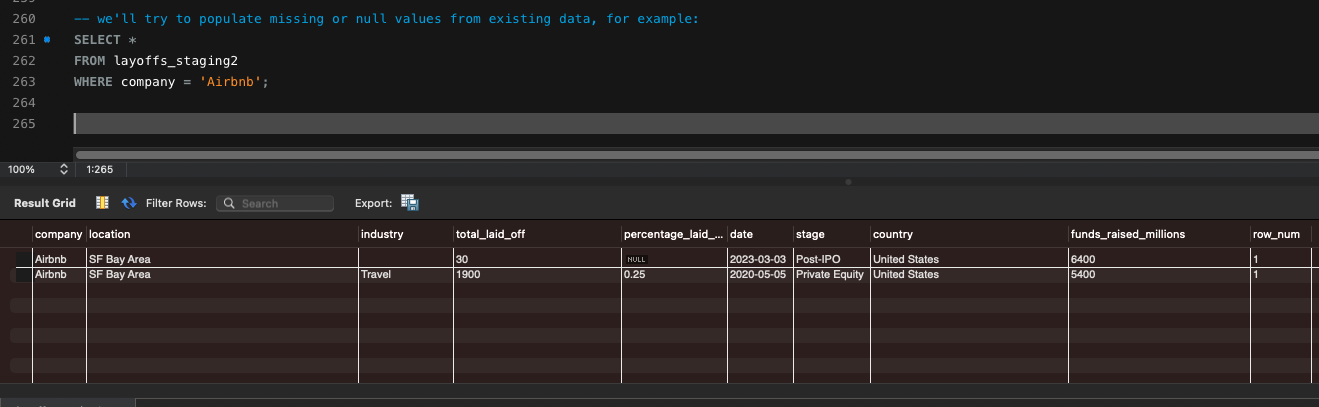 260 -- we'll try to populate missing or null values from existing data, for example:
261 SELECT *
262 FROM layoffs_staging2
263 WHERE company = 'Airbnb';
264
265
100% 1:265
Result Grid Filter Rows: Search Export:
company location industry total_laid_off percentage_laid_... date stage country funds_raised_millions row_num
Airbnb SF Bay Area 30 NULL 2023-03-03 Post-IPO United States 6400 1
Airbnb SF Bay Area Travel 1900 0.25 2020-05-05 Private Equity United States 5400 1